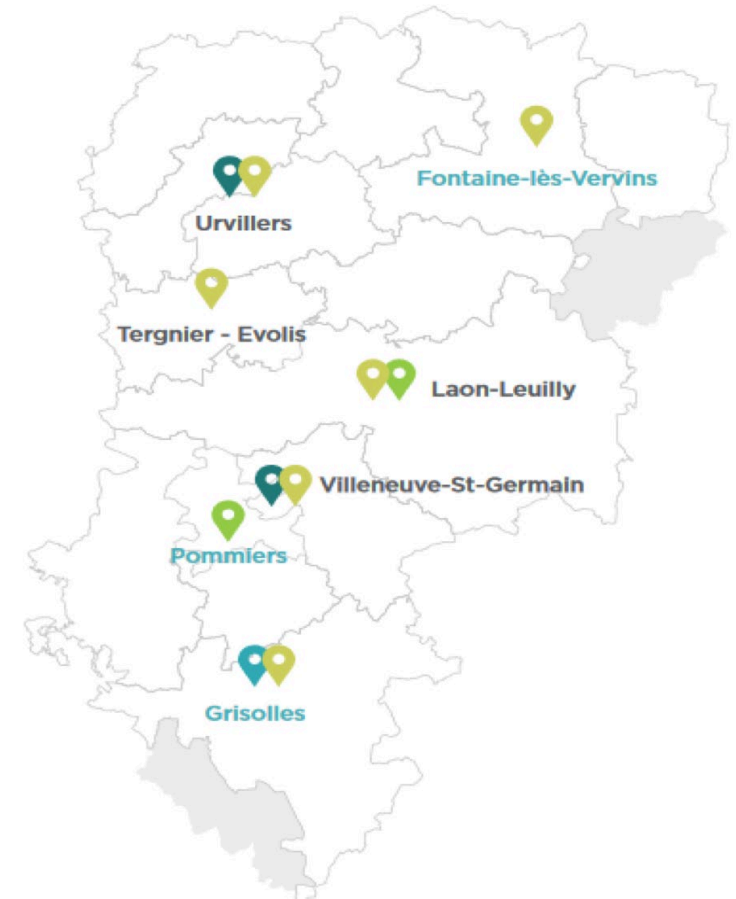 Fontaine-lès-Vervins
Urvillers
Tergnier - Evolis
Laon-Leuilly
Villeneuve-St-Germain
Pommiers
Grisolles